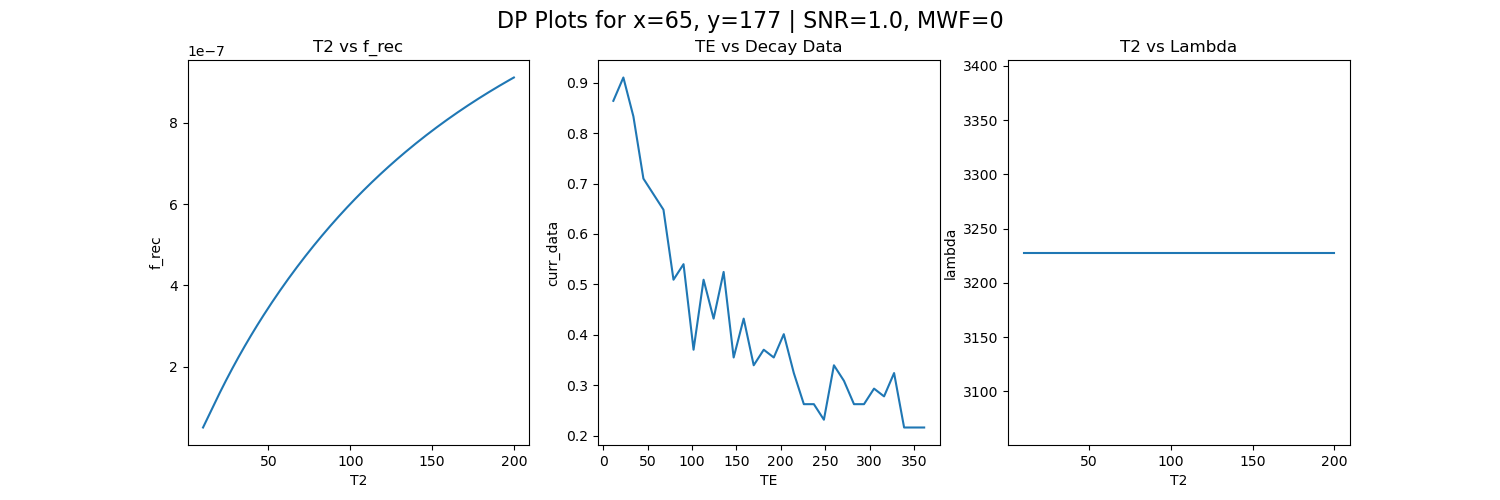 DP Plots for x=65, y=177 | SNR=1.0, MWF=0
T2 vs f_rec
1e−7
8
6
4
2
f_rec
50 100 150 200
T2
TE vs Decay Data
0.9
0.8
0.7
0.6
0.5
0.4
0.3
0.2
curr_data
0 50 100 150 200 250 300 350
TE
T2 vs Lambda
3400
3350
3300
3250
3200
3150
3100
lambda
50 100 150 200
T2